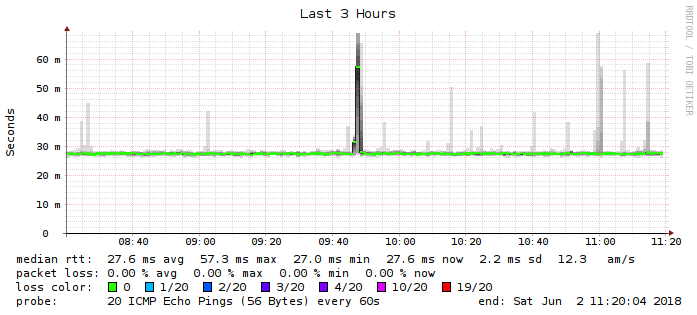 Last 3 Hours
RRDTOOL / TOBI OETIKER
Seconds
60 m
50 m
40 m
30 m
20 m
10 m
0
08:40 09:00 09:20 09:40 10:00 10:20 10:40 11:00 11:20
median rtt: 27.6 ms avg 57.3 ms max 27.0 ms min 27.6 ms now 2.2 ms sd 12.3 am/s
packet loss: 0.00 % avg 0.00 % max 0.00 % min 0.00 % now
loss color: 0 1/20 2/20 3/20 4/20 10/20 19/20
probe: 20 ICMP Echo Pings (56 Bytes) every 60s end: Sat Jun 2 11:20:04 2018